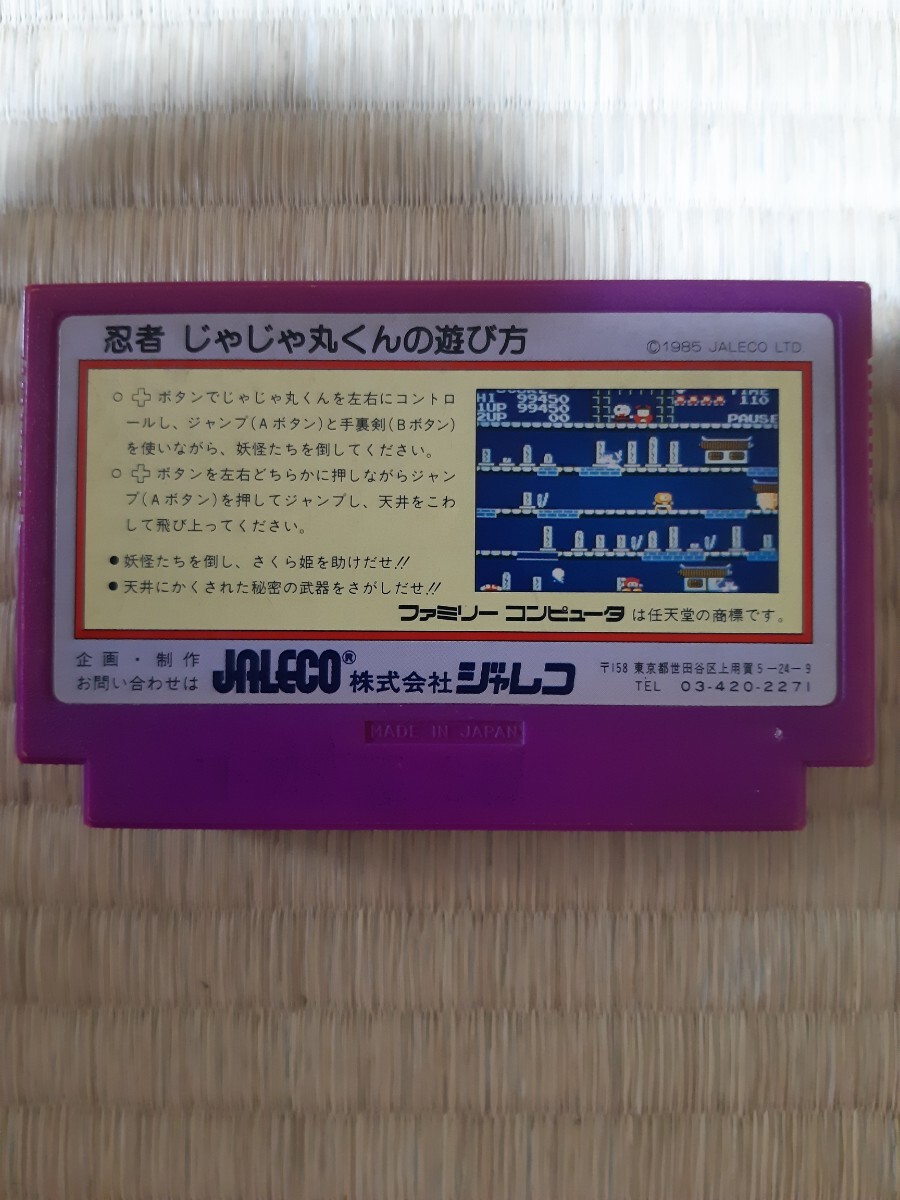 忍者 じゃじゃ丸くんの遊び方
©1985 JALECO LTD.
○ボタンでじゃじゃ丸くんを左右にコントロ
ールし、ジャンプ(Aボタン)と手裏剣(Bボタン)
を使いながら、妖怪たちを倒してください。
○ボタンを左右どちらかに押しながらジャン
プ(Aボタン)を押してジャンプし、天井をこわ
して飛び上ってください。
●妖怪たちを倒し、さくら姫を助けだせ!!
●天井にかくされた秘密の武器をさがしだせ!!
SCORE
TIME
HI 99450
110
1UP 99450
2UP 00
PAUSE
ファミリー コンピュータ は任天堂の商標です。
企画・制作
お問い合わせは
JALECO® 株式会社ジャレコ
〒158 東京都世田谷区上用賀5-24-9
TEL 03-420-2271
MADE IN JAPAN